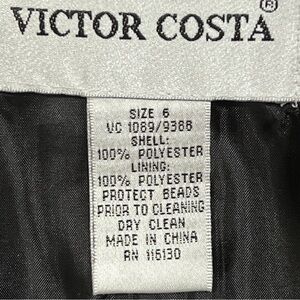 VICTOR COSTA®
SIZE 6
VC 1089/9388
SHELL:
100% POLYESTER
LINING:
100% POLYESTER
PROTECT BEADS
PRIOR TO CLEANING
DRY CLEAN
MADE IN CHINA
RN 116130